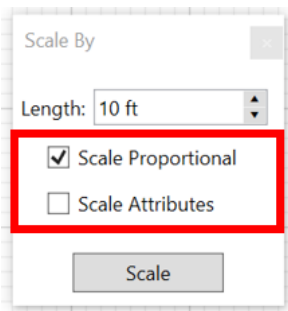 Scale By
Length: 10 ft
Scale Proportional
Scale Attributes
Scale